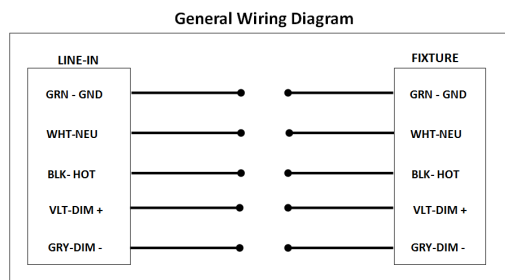 General Wiring Diagram
LINE-IN
FIXTURE
GRN - GND
GRN - GND
WHT-NEU
WHT-NEU
BLK- HOT
BLK- HOT
VLT-DIM +
VLT-DIM +
GRY-DIM -
GRY-DIM -